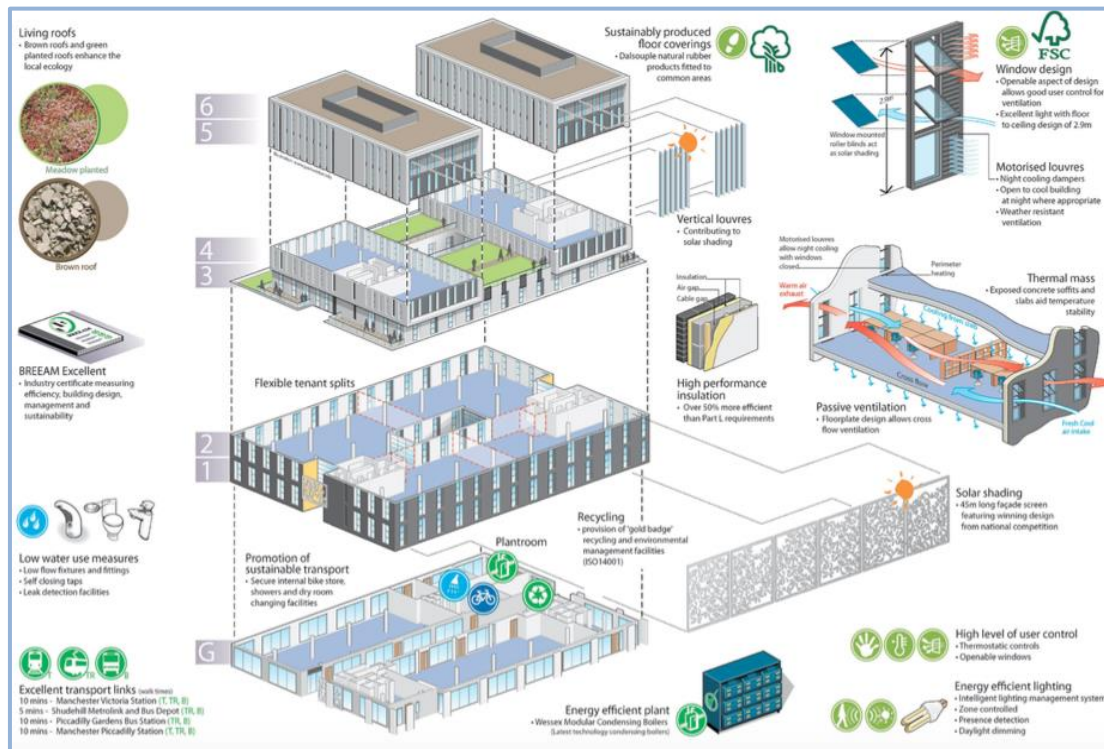 Living roofs
• Brown roofs and green
planted roofs enhance the
local ecology
Meadow planted
Brown roof
BREEAM Excellent
• Industry certificate measuring
efficiency, building design,
management and
sustainability
Low water use measures
• Low flow fixtures and fittings
• Self closing taps
• Leak detection facilities
T TR B
Excellent transport links (walk times)
10 mins - Manchester Victoria Station (T, TR, B)
5 mins - Shudehill Metrolink and Bus Depot (TR, B)
10 mins - Piccadilly Gardens Bus Station (TR, B)
10 mins - Manchester Piccadilly Station (T, TR, B)
6
5
4
3
2
1
G
Flexible tenant splits
Promotion of
sustainable transport
• Secure internal bike store,
showers and dry room
changing facilities
Plantroom
Recycling
• provision of 'gold badge'
recycling and environmental
management facilities
(ISO14001)
Energy efficient plant
• Wessex Modular Condensing Boilers
(Latest technology condensing boilers)
Sustainably produced
floor coverings
• Dalsouple natural rubber
products fitted to
common areas
Vertical louvres
• Contributing to
solar shading
Insulation
Air gap
Cable gap
High performance
insulation
• Over 50% more efficient
than Part L requirements
FSC
Window design
• Openable aspect of design
allows good user control for
ventilation
• Excellent light with floor
to ceiling design of 2.9m
Window mounted
roller blinds act
as solar shading
Motorised louvres
• Night cooling dampers
• Open to cool building
at night where appropriate
• Weather resistant
ventilation
Motorised louvres
allow night cooling
with windows
closed
Perimeter
heating
Warm air
exhaust
Cooling from slab
Cross flow
Fresh Cool
air intake
Thermal mass
• Exposed concrete soffits and
slabs aid temperature
stability
Passive ventilation
• Floorplate design allows cross
flow ventilation
Solar shading
• 45m long façade screen
featuring winning design
from national competition
High level of user control
• Thermostatic controls
• Openable windows
Energy efficient lighting
• Intelligent lighting management system
• Zone controlled
• Presence detection
• Daylight dimming